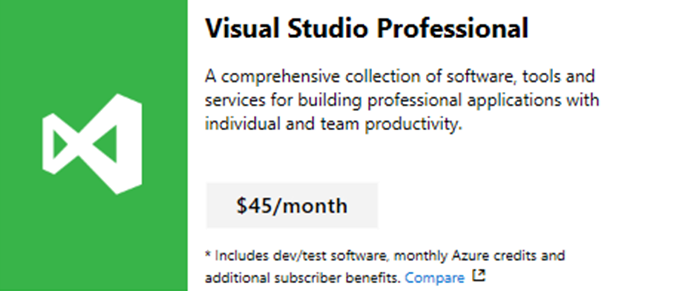 Visual Studio Professional
A comprehensive collection of software, tools and
services for building professional applications with
individual and team productivity.
$45/month
* Includes dev/test software, monthly Azure credits and
additional subscriber benefits. Compare